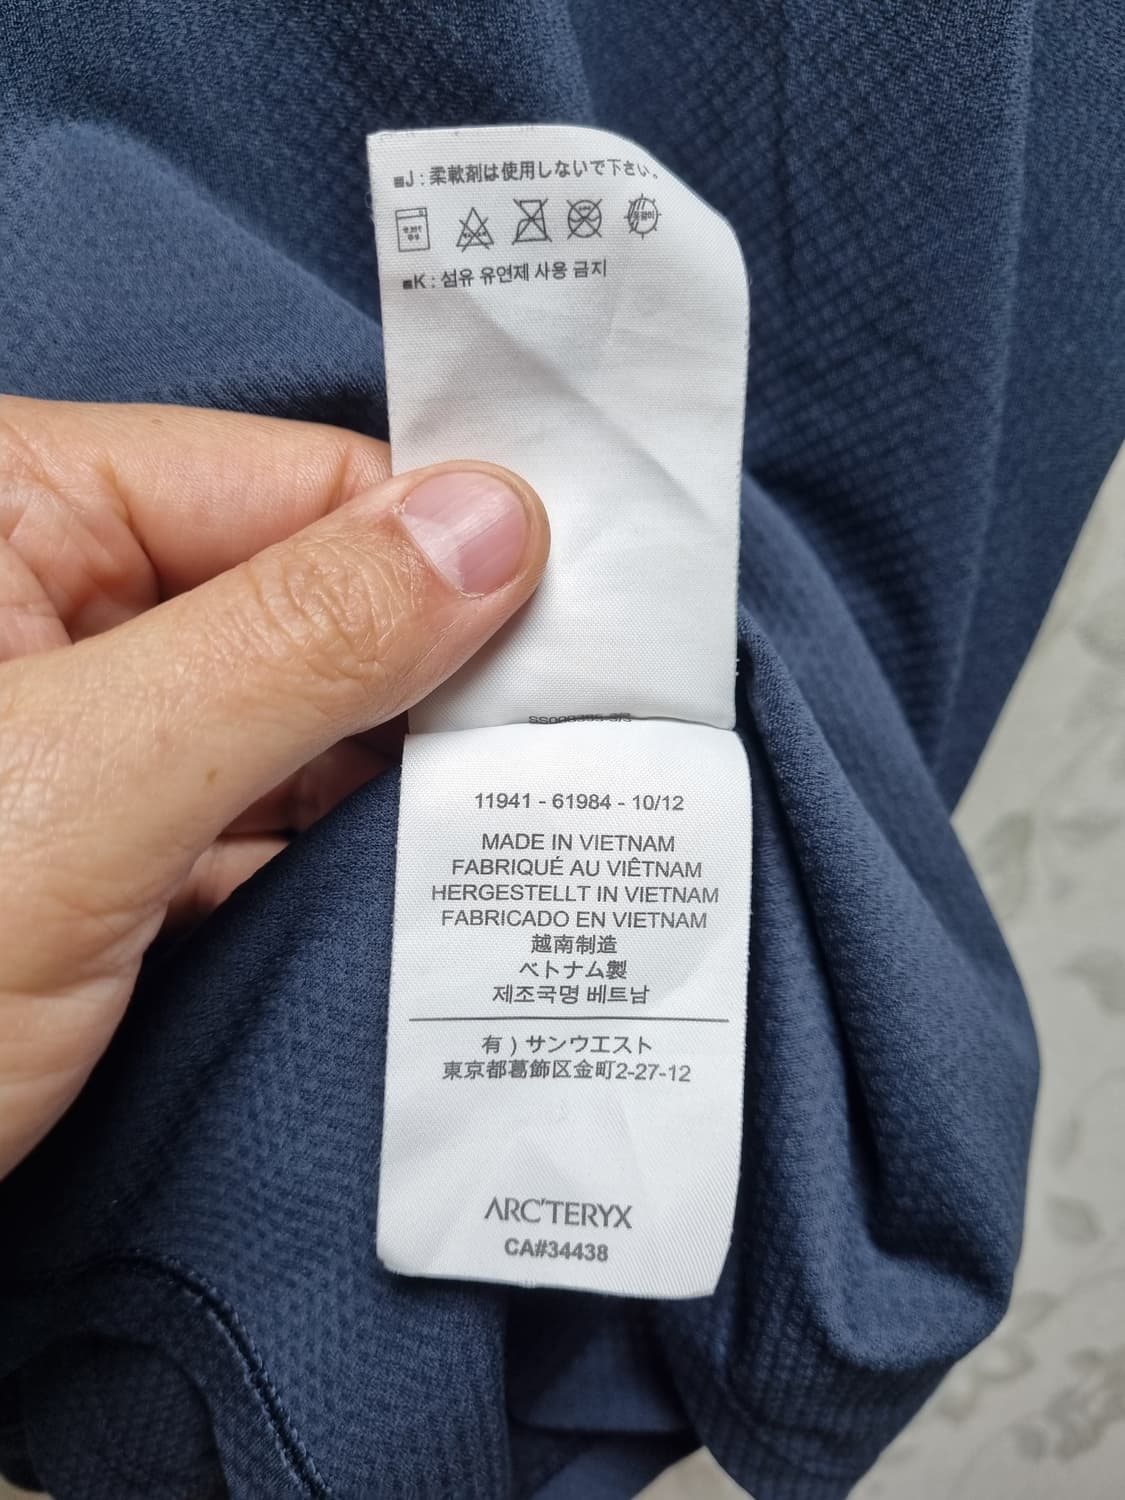 ■J : 柔軟剤は使用しないで下さい。
■K : 섬유 유연제 사용 금지
11941 - 61984 - 10/12
MADE IN VIETNAM
FABRIQUÉ AU VIÊTNAM
HERGESTELLT IN VIETNAM
FABRICADO EN VIETNAM
越南制造
ベトナム製
제조국명 베트남
有 ) サンウエスト
東京都葛飾区金町2-27-12
ARC'TERYX
CA#34438